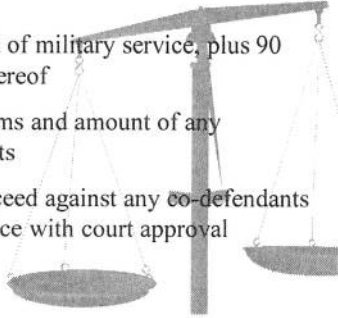 of military service, plus 90
ereof
ms and amount of any
ts
ceed against any co-defendants
ce with court approval